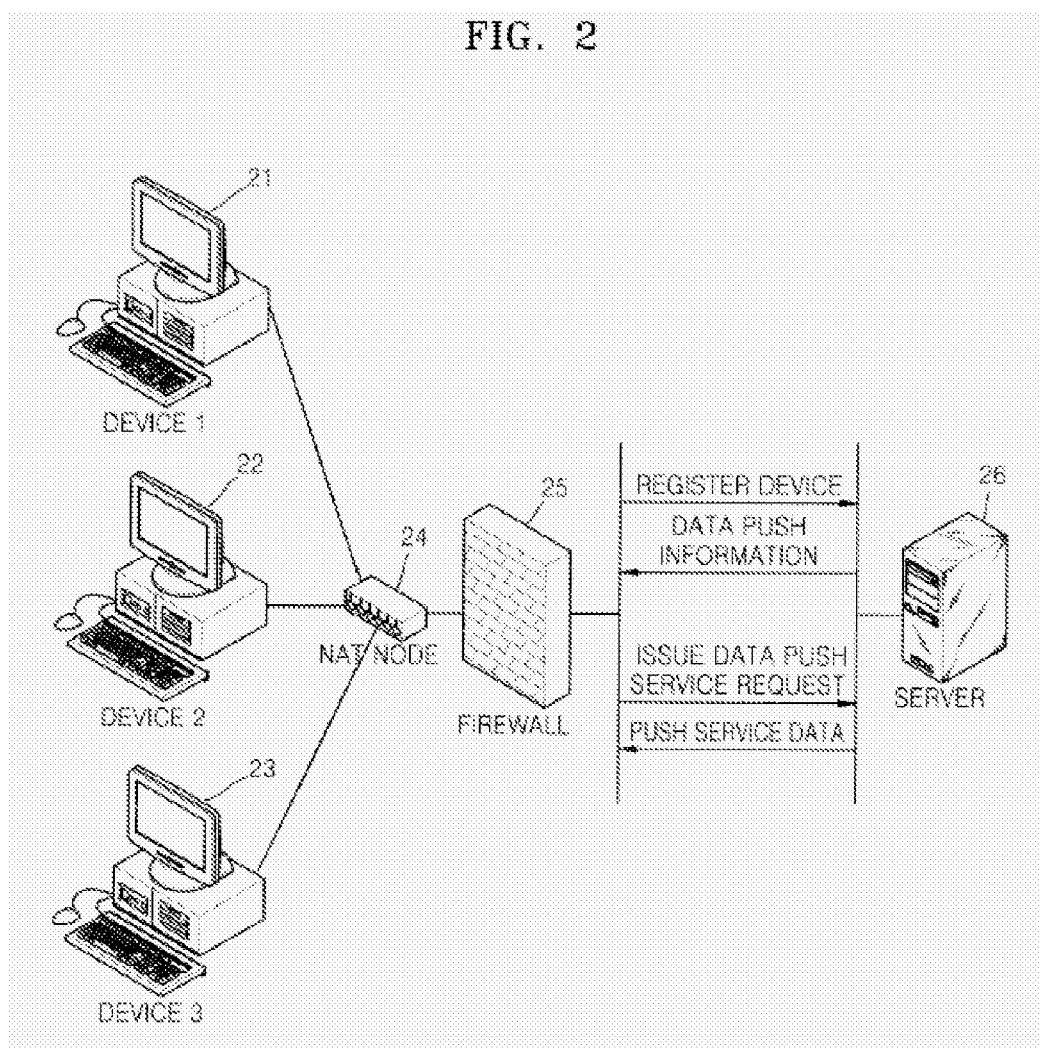 FIG. 2
21
DEVICE 1
22
DEVICE 2
23
DEVICE 3
24
NAT NODE
25
FIREWALL
REGISTER DEVICE
DATA PUSH
INFORMATION
ISSUE DATA PUSH
SERVICE REQUEST
PUSH SERVICE DATA
26
SERVER